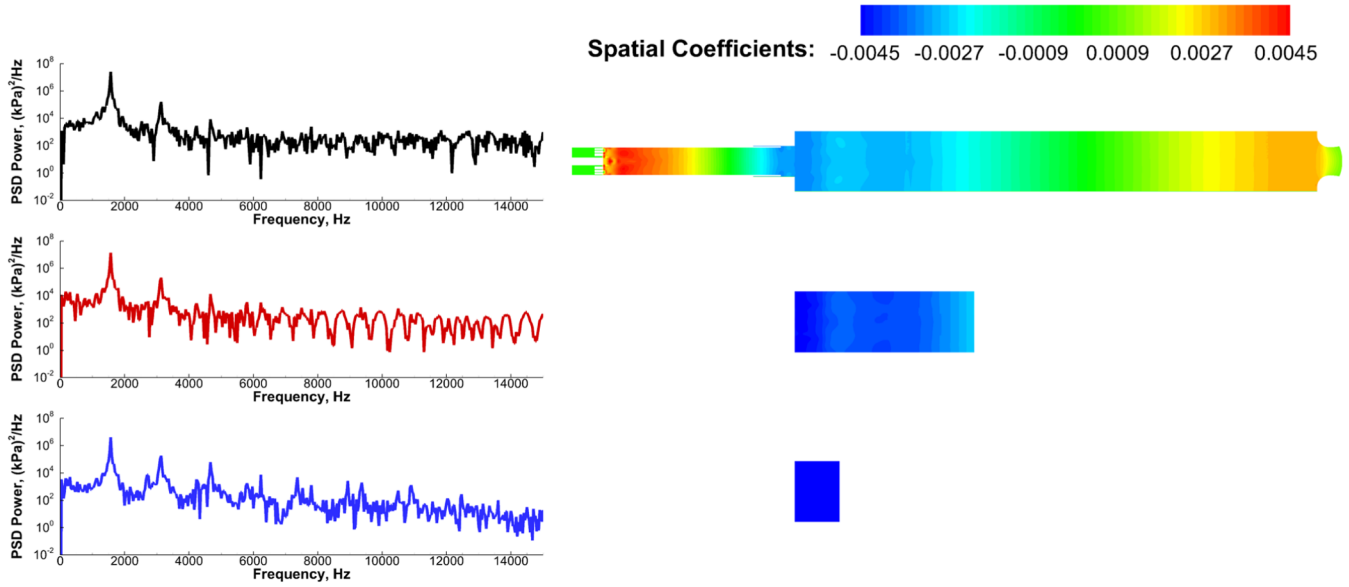 Spatial Coefficients: -0.0045 -0.0027 -0.0009 0.0009 0.0027 0.0045
PSD Power, (kPa)²/Hz
10⁸
10⁶
10⁴
10²
10⁰
10⁻²
0 2000 4000 6000 8000 10000 12000 14000
Frequency, Hz
PSD Power, (kPa)²/Hz
10⁸
10⁶
10⁴
10²
10⁰
10⁻²
0 2000 4000 6000 8000 10000 12000 14000
Frequency, Hz
PSD Power, (kPa)²/Hz
10⁸
10⁶
10⁴
10²
10⁰
10⁻²
0 2000 4000 6000 8000 10000 12000 14000
Frequency, Hz